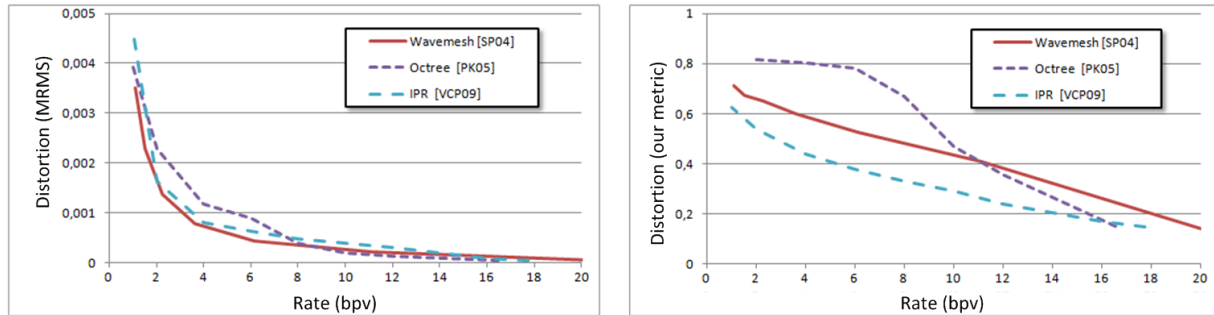 0,005
0,004
0,003
0,002
0,001
0
Distortion (MRMS)
Wavemesh [SP04]
Octree [PK05]
IPR [VCP09]
0 2 4 6 8 10 12 14 16 18 20
Rate (bpv)
1
0,8
0,6
0,4
0,2
0
Distortion (our metric)
Wavemesh [SP04]
Octree [PK05]
IPR [VCP09]
0 2 4 6 8 10 12 14 16 18 20
Rate (bpv)